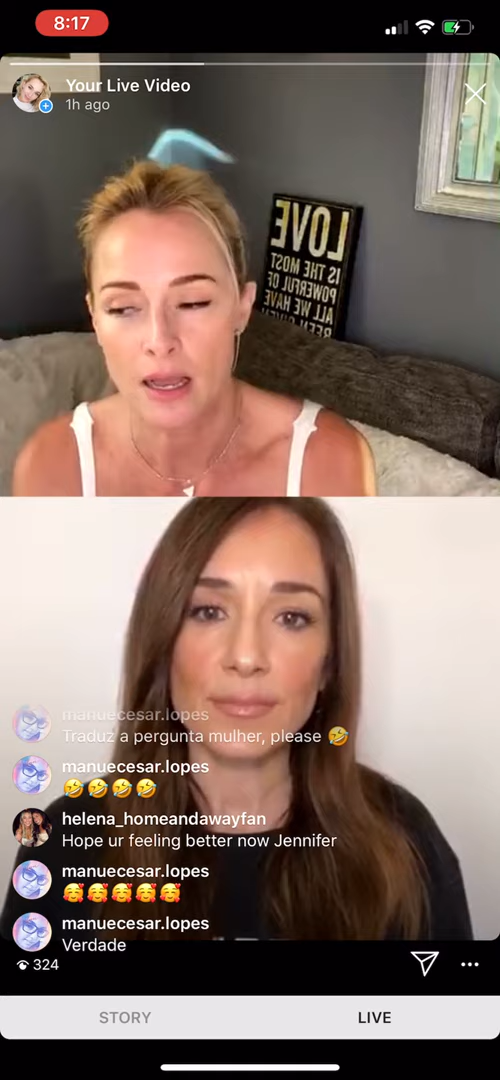 8:17
Your Live Video
1h ago
LOVE
IS THE MOST
POWERFUL OF
ALL WE HAVE
manuecesar.lopes
Traduz a pergunta mulher, please 🤣
manuecesar.lopes
🤣🤣🤣🤣
helena_homeandawayfan
Hope ur feeling better now Jennifer
manuecesar.lopes
🥰🥰🥰🥰🥰
manuecesar.lopes
Verdade
324
STORY
LIVE